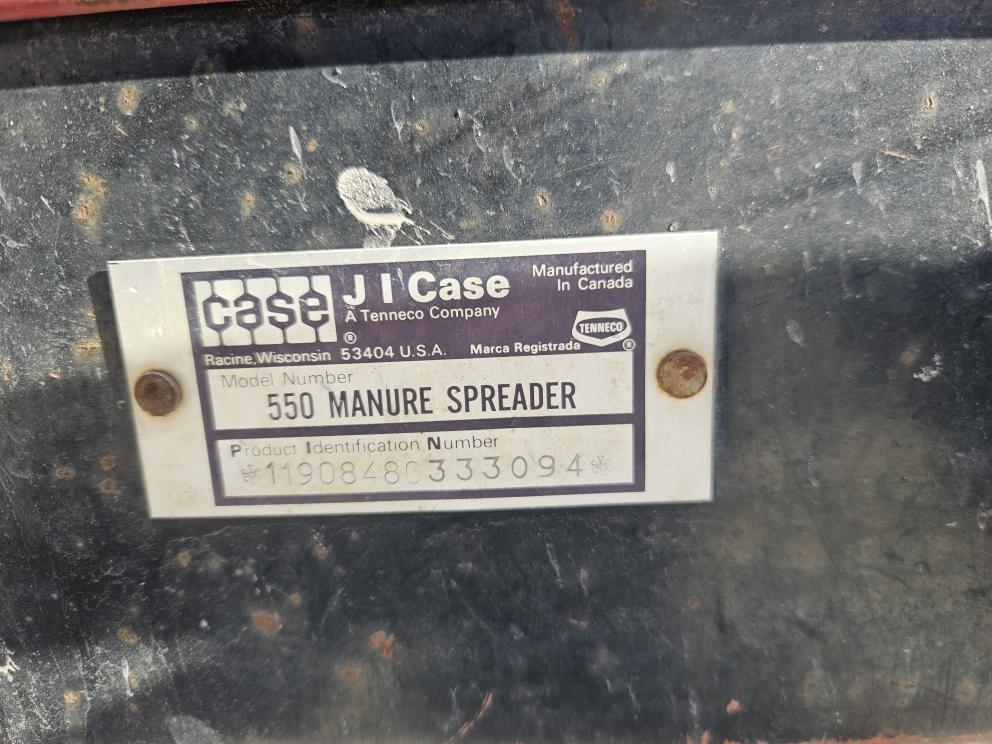 case
J I Case
A Tenneco Company
®
Manufactured
In Canada
TENNECO
®
Racine, Wisconsin 53404 U.S.A.
Marca Registrada
Model Number
550 MANURE SPREADER
Product Identification Number
*1190848C333094*